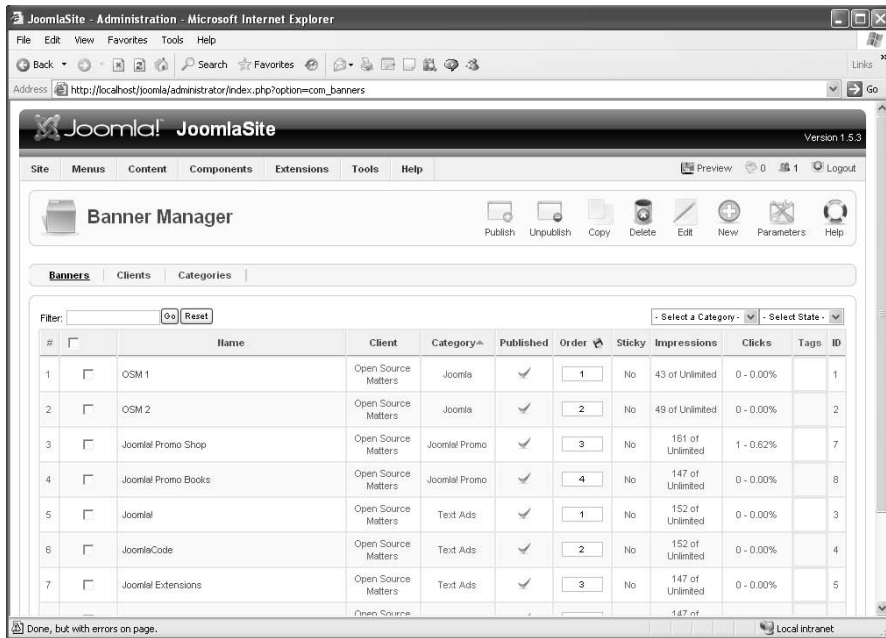 JoomlaSite - Administration - Microsoft Internet Explorer
File Edit View Favorites Tools Help
Back Search Favorites Links »
Address http://localhost/joomla/administrator/index.php?option=com_banners Go
Joomla! JoomlaSite
Version 1.5.3
Site Menus Content Components Extensions Tools Help Preview 0 1 Logout
Banner Manager
Publish Unpublish Copy Delete Edit New Parameters Help
Banners Clients Categories
Filter: Go Reset - Select a Category - - Select State -
# Name Client Category Published Order Sticky Impressions Clicks Tags ID
1 OSM 1 Open Source Matters Joomla 1 No 43 of Unlimited 0 - 0.00% 1
2 OSM 2 Open Source Matters Joomla 2 No 49 of Unlimited 0 - 0.00% 2
3 Joomla! Promo Shop Open Source Matters Joomla! Promo 3 No 161 of Unlimited 1 - 0.62% 7
4 Joomla! Promo Books Open Source Matters Joomla! Promo 4 No 147 of Unlimited 0 - 0.00% 8
5 Joomla! Open Source Matters Text Ads 1 No 152 of Unlimited 0 - 0.00% 3
6 JoomlaCode Open Source Matters Text Ads 2 No 152 of Unlimited 0 - 0.00% 4
7 Joomla! Extensions Open Source Matters Text Ads 3 No 147 of Unlimited 0 - 0.00% 5
Open Source 147 of
Done, but with errors on page. Local intranet